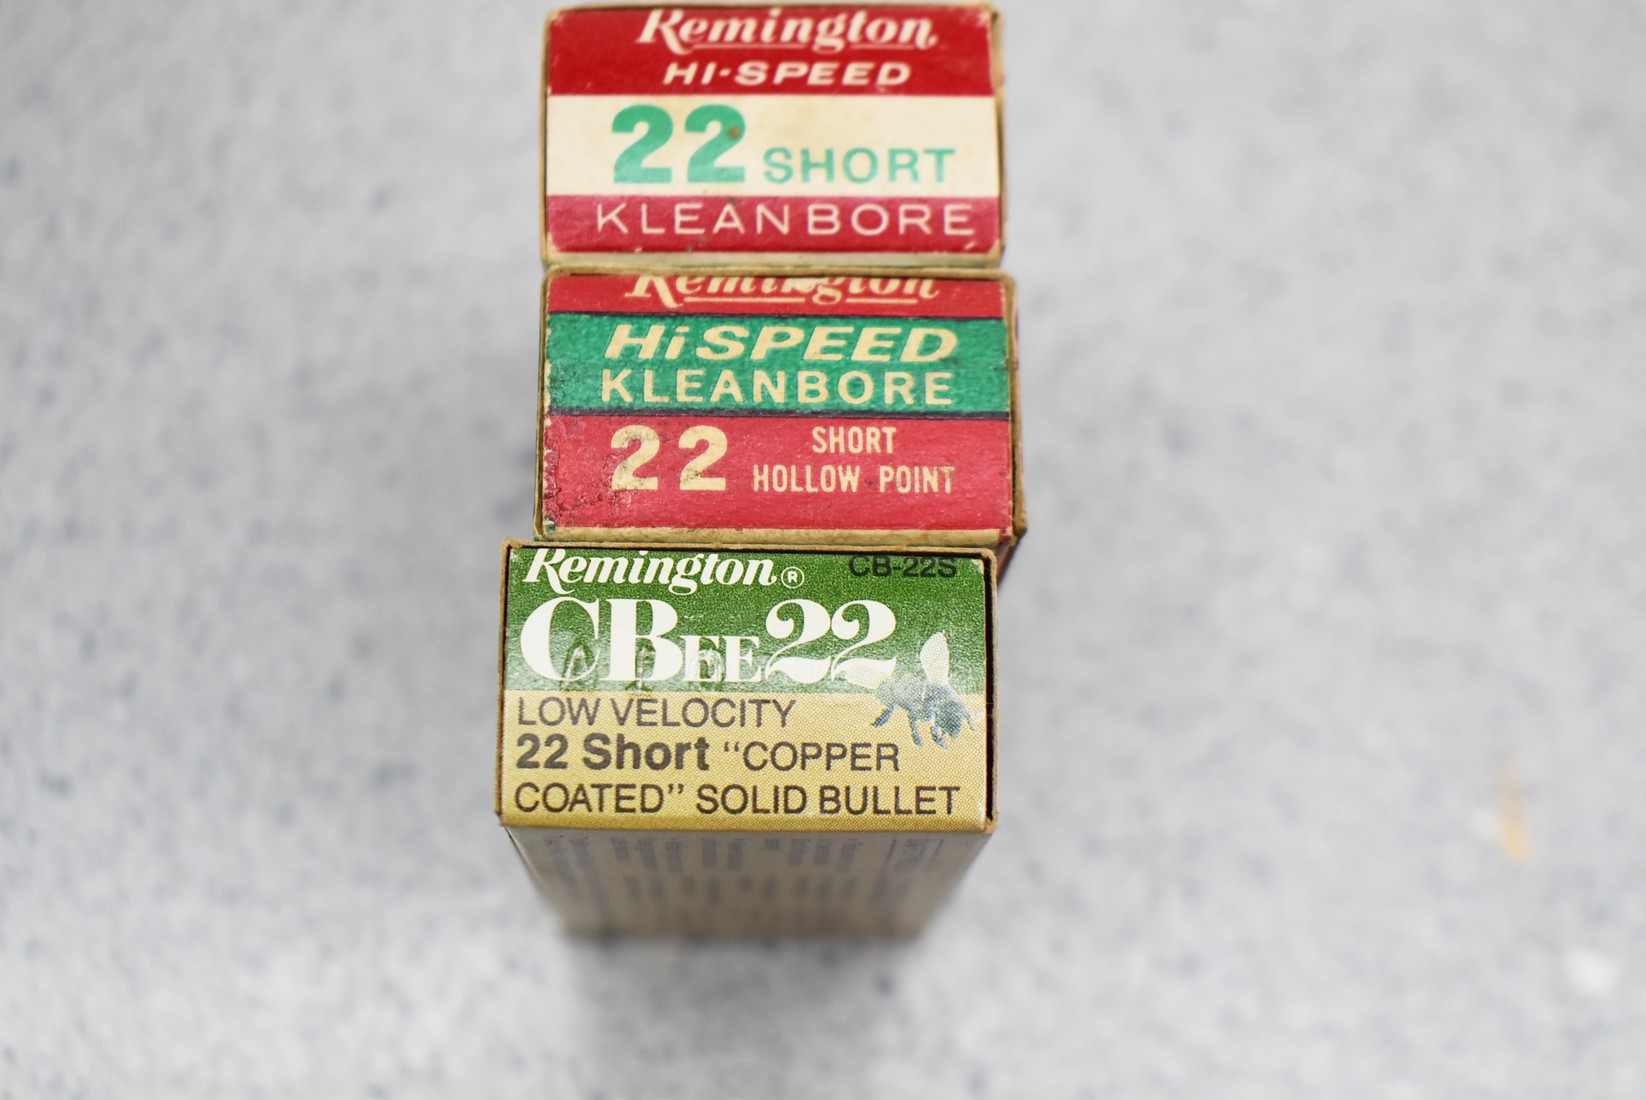 Remington
HI-SPEED
22 SHORT
KLEANBORE
Remington
HiSPEED
KLEANBORE
22 SHORT
HOLLOW POINT
Remington® CB-22S
CBEE22
LOW VELOCITY
22 Short "COPPER
COATED" SOLID BULLET